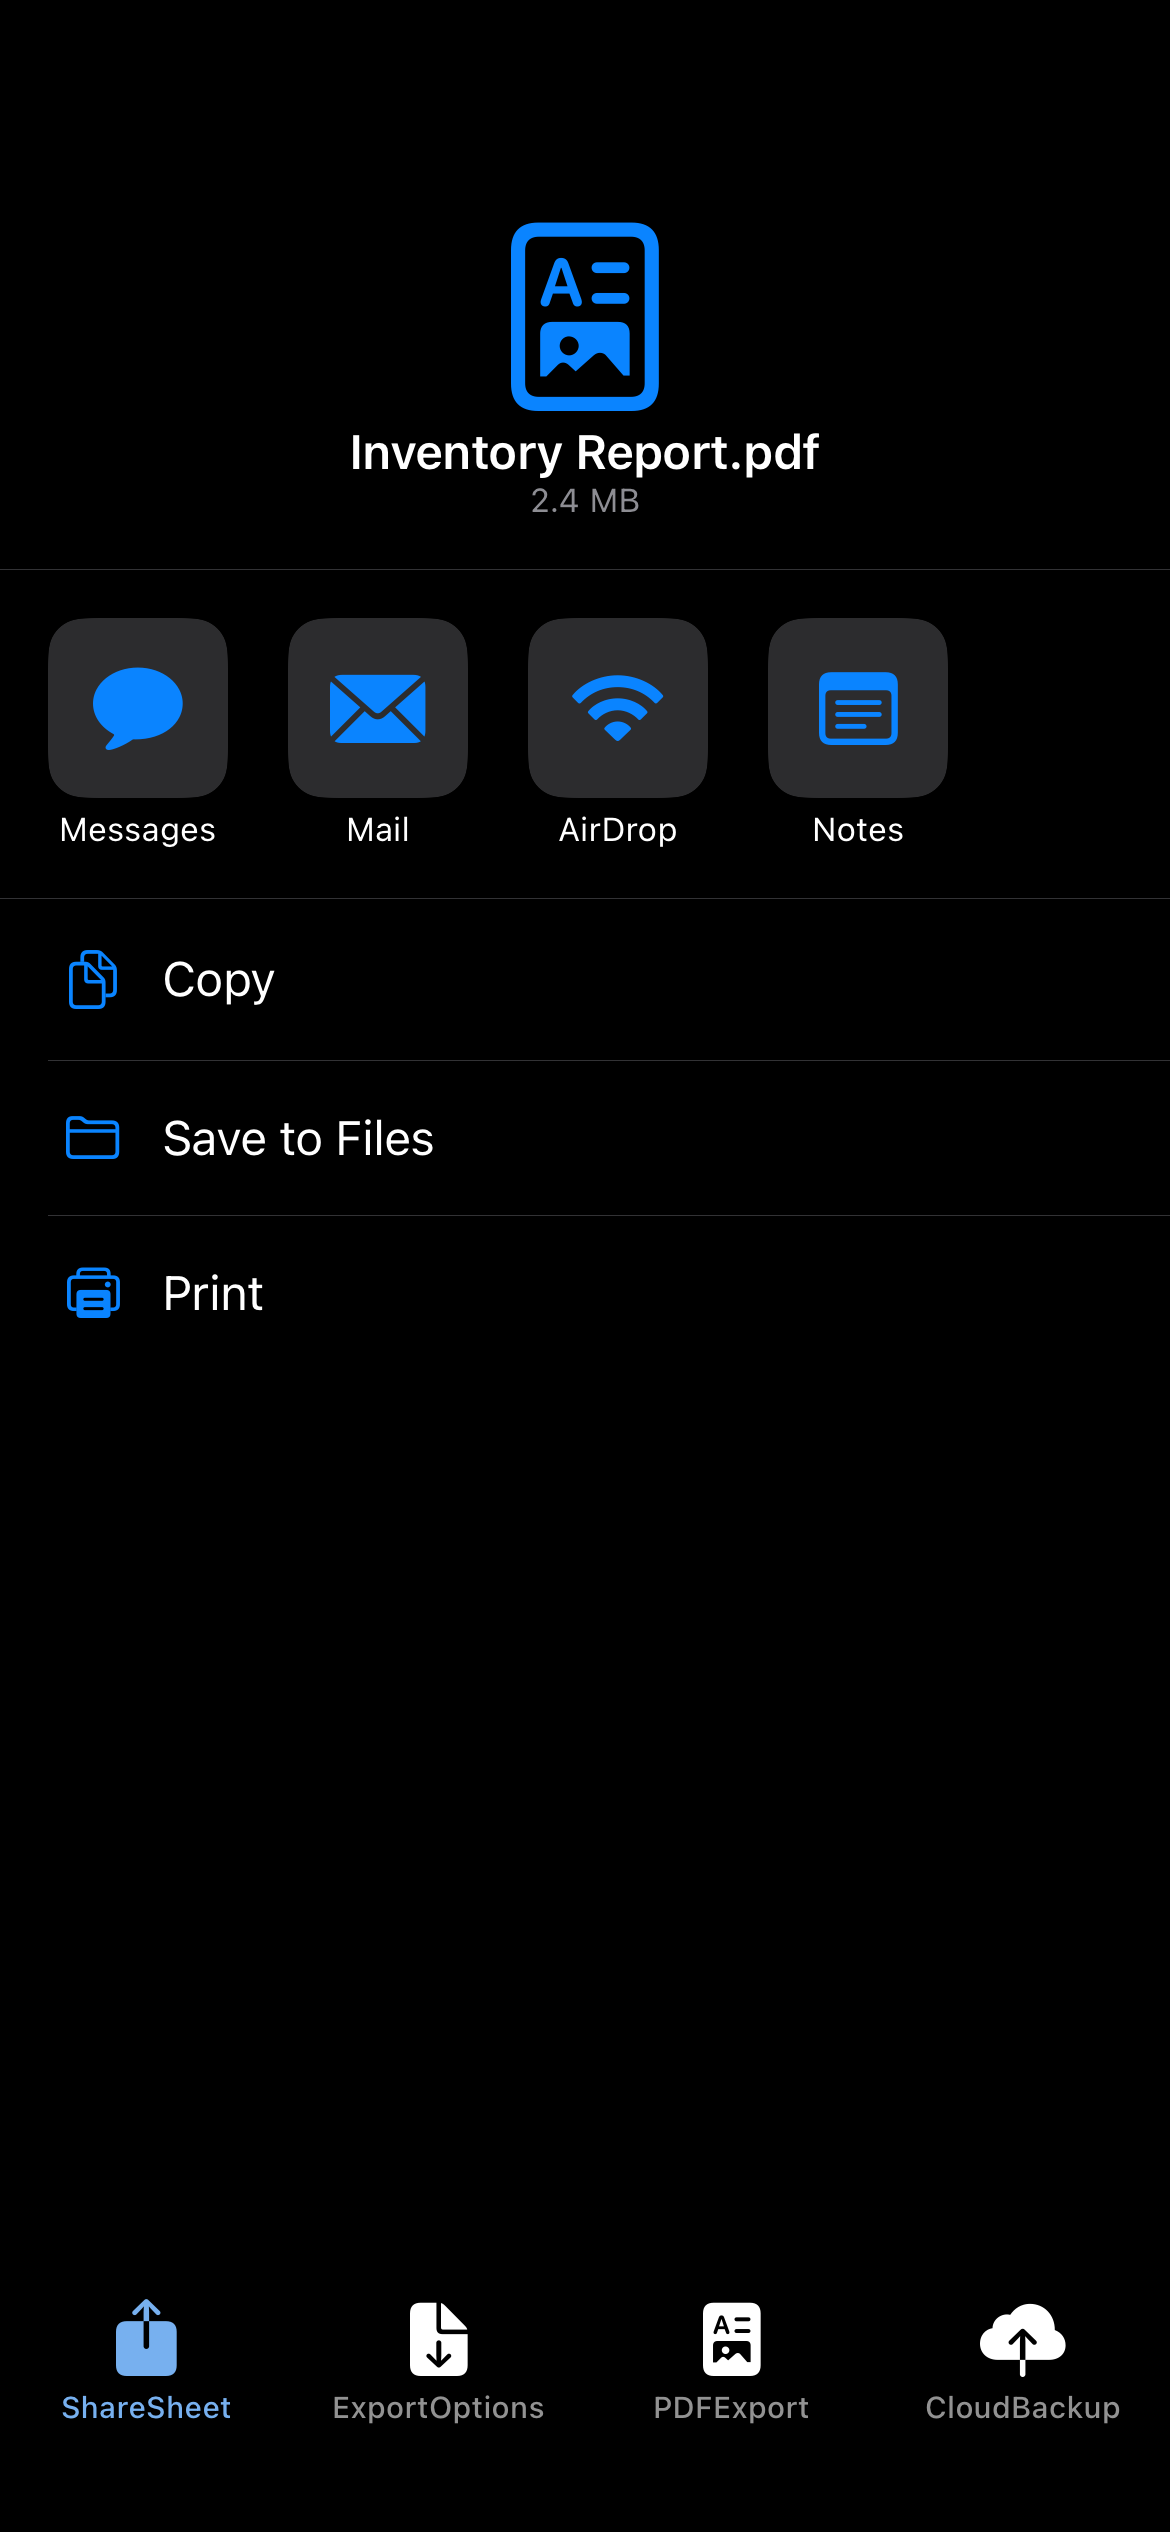 Inventory Report.pdf
2.4 MB
Messages
Mail
AirDrop
Notes
Copy
Save to Files
Print
ShareSheet
ExportOptions
PDFExport
CloudBackup